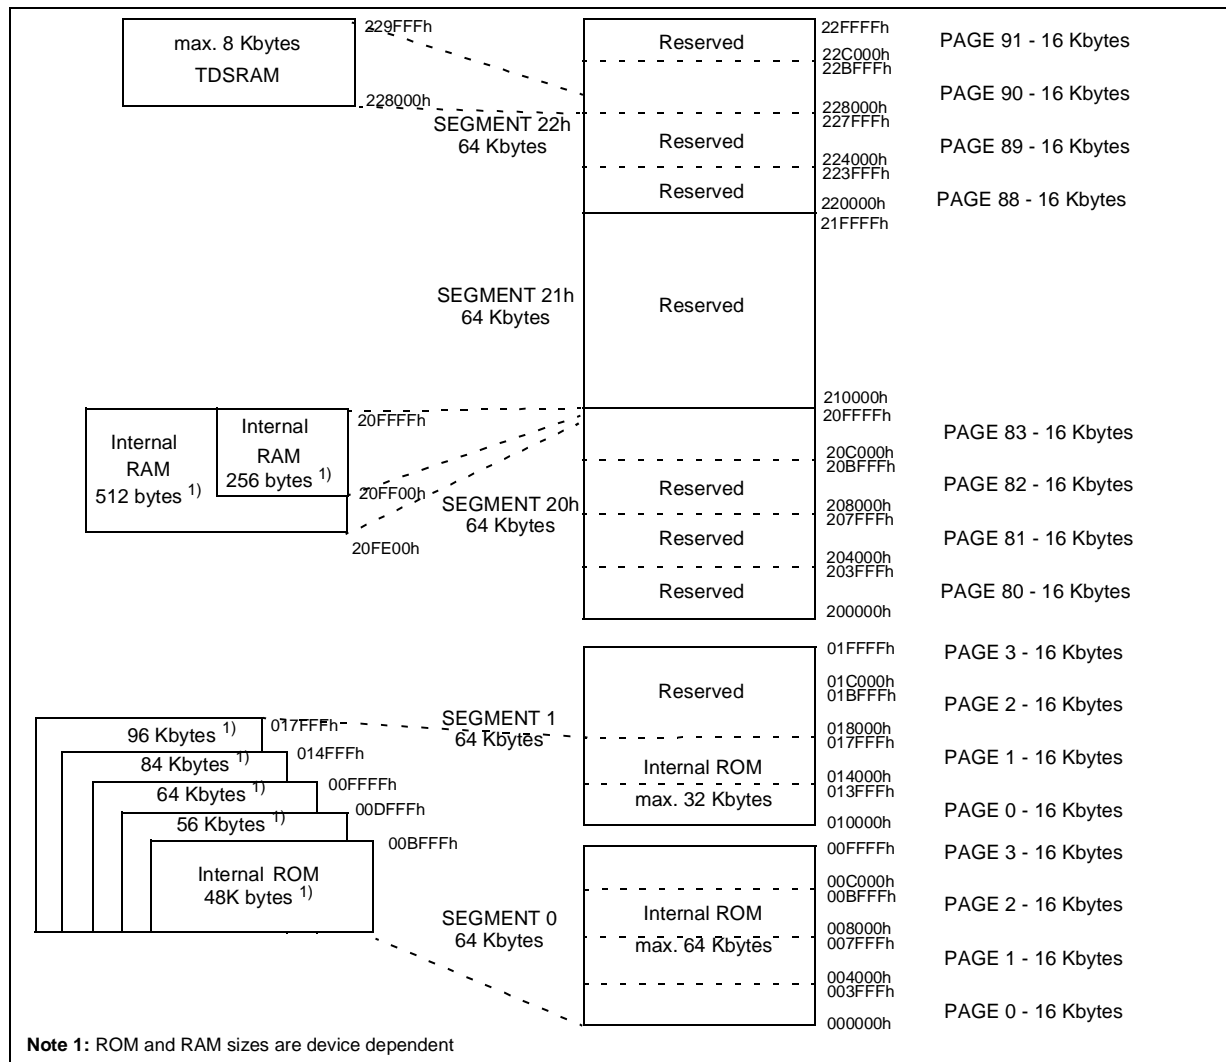 max. 8 Kbytes
TDSRAM
229FFFh
228000h
SEGMENT 22h
64 Kbytes
Reserved
22FFFFh
22C000h
22BFFFh
228000h
227FFFh
Reserved
224000h
223FFFh
Reserved
220000h
21FFFFh
PAGE 91 - 16 Kbytes
PAGE 90 - 16 Kbytes
PAGE 89 - 16 Kbytes
PAGE 88 - 16 Kbytes
SEGMENT 21h
64 Kbytes
Reserved
210000h
20FFFFh
Internal
RAM
512 bytes 1)
Internal
RAM
256 bytes 1)
20FFFFh
20FF00h
20FE00h
SEGMENT 20h
64 Kbytes
20C000h
20BFFFh
Reserved
208000h
207FFFh
Reserved
204000h
203FFFh
Reserved
200000h
PAGE 83 - 16 Kbytes
PAGE 82 - 16 Kbytes
PAGE 81 - 16 Kbytes
PAGE 80 - 16 Kbytes
96 Kbytes 1)
84 Kbytes 1)
64 Kbytes 1)
56 Kbytes 1)
Internal ROM
48K bytes 1)
017FFFh
014FFFh
00FFFFh
00DFFFh
00BFFFh
SEGMENT 1
64 Kbytes
Reserved
Internal ROM
max. 32 Kbytes
01FFFFh
01C000h
01BFFFh
018000h
017FFFh
014000h
013FFFh
010000h
PAGE 3 - 16 Kbytes
PAGE 2 - 16 Kbytes
PAGE 1 - 16 Kbytes
PAGE 0 - 16 Kbytes
SEGMENT 0
64 Kbytes
Internal ROM
max. 64 Kbytes
00FFFFh
00C000h
00BFFFh
008000h
007FFFh
004000h
003FFFh
000000h
PAGE 3 - 16 Kbytes
PAGE 2 - 16 Kbytes
PAGE 1 - 16 Kbytes
PAGE 0 - 16 Kbytes
Note 1: ROM and RAM sizes are device dependent